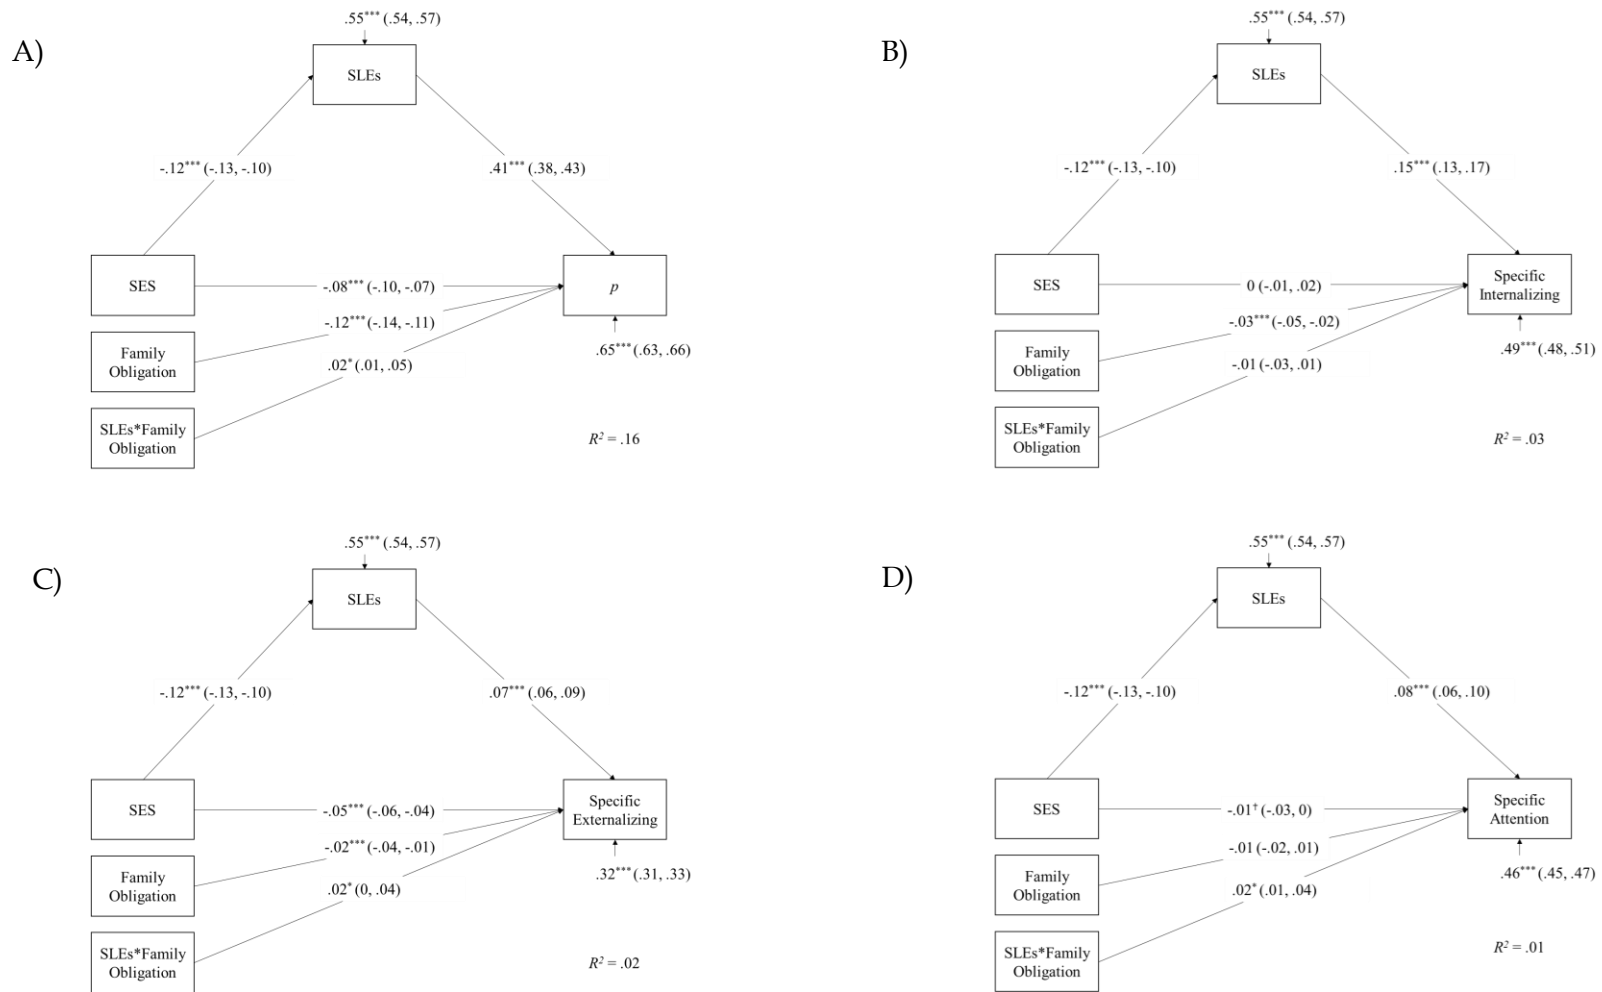 A)
.55*** (.54, .57)
SLEs
-.12*** (-.13, -.10)
.41*** (.38, .43)
SES
-.08*** (-.10, -.07)
p
-.12*** (-.14, -.11)
Family
Obligation
.02* (.01, .05)
.65*** (.63, .66)
SLEs*Family
Obligation
R² = .16
B)
.55*** (.54, .57)
SLEs
-.12*** (-.13, -.10)
.15*** (.13, .17)
SES
0 (-.01, .02)
Specific
Internalizing
-.03*** (-.05, -.02)
Family
Obligation
-.01 (-.03, .01)
.49*** (.48, .51)
SLEs*Family
Obligation
R² = .03
C)
.55*** (.54, .57)
SLEs
-.12*** (-.13, -.10)
.07*** (.06, .09)
SES
-.05*** (-.06, -.04)
Specific
Externalizing
-.02*** (-.04, -.01)
Family
Obligation
.02* (0, .04)
.32*** (.31, .33)
SLEs*Family
Obligation
R² = .02
D)
.55*** (.54, .57)
SLEs
-.12*** (-.13, -.10)
.08*** (.06, .10)
SES
-.01† (-.03, 0)
Specific
Attention
-.01 (-.02, .01)
Family
Obligation
.02* (.01, .04)
.46*** (.45, .47)
SLEs*Family
Obligation
R² = .01